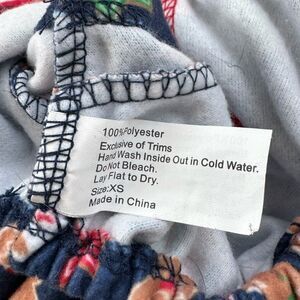 100%Polyester
Exclusive of Trims
Hand Wash Inside Out in Cold Water.
Do Not Bleach.
Lay Flat to Dry.
Size:XS
Made in China